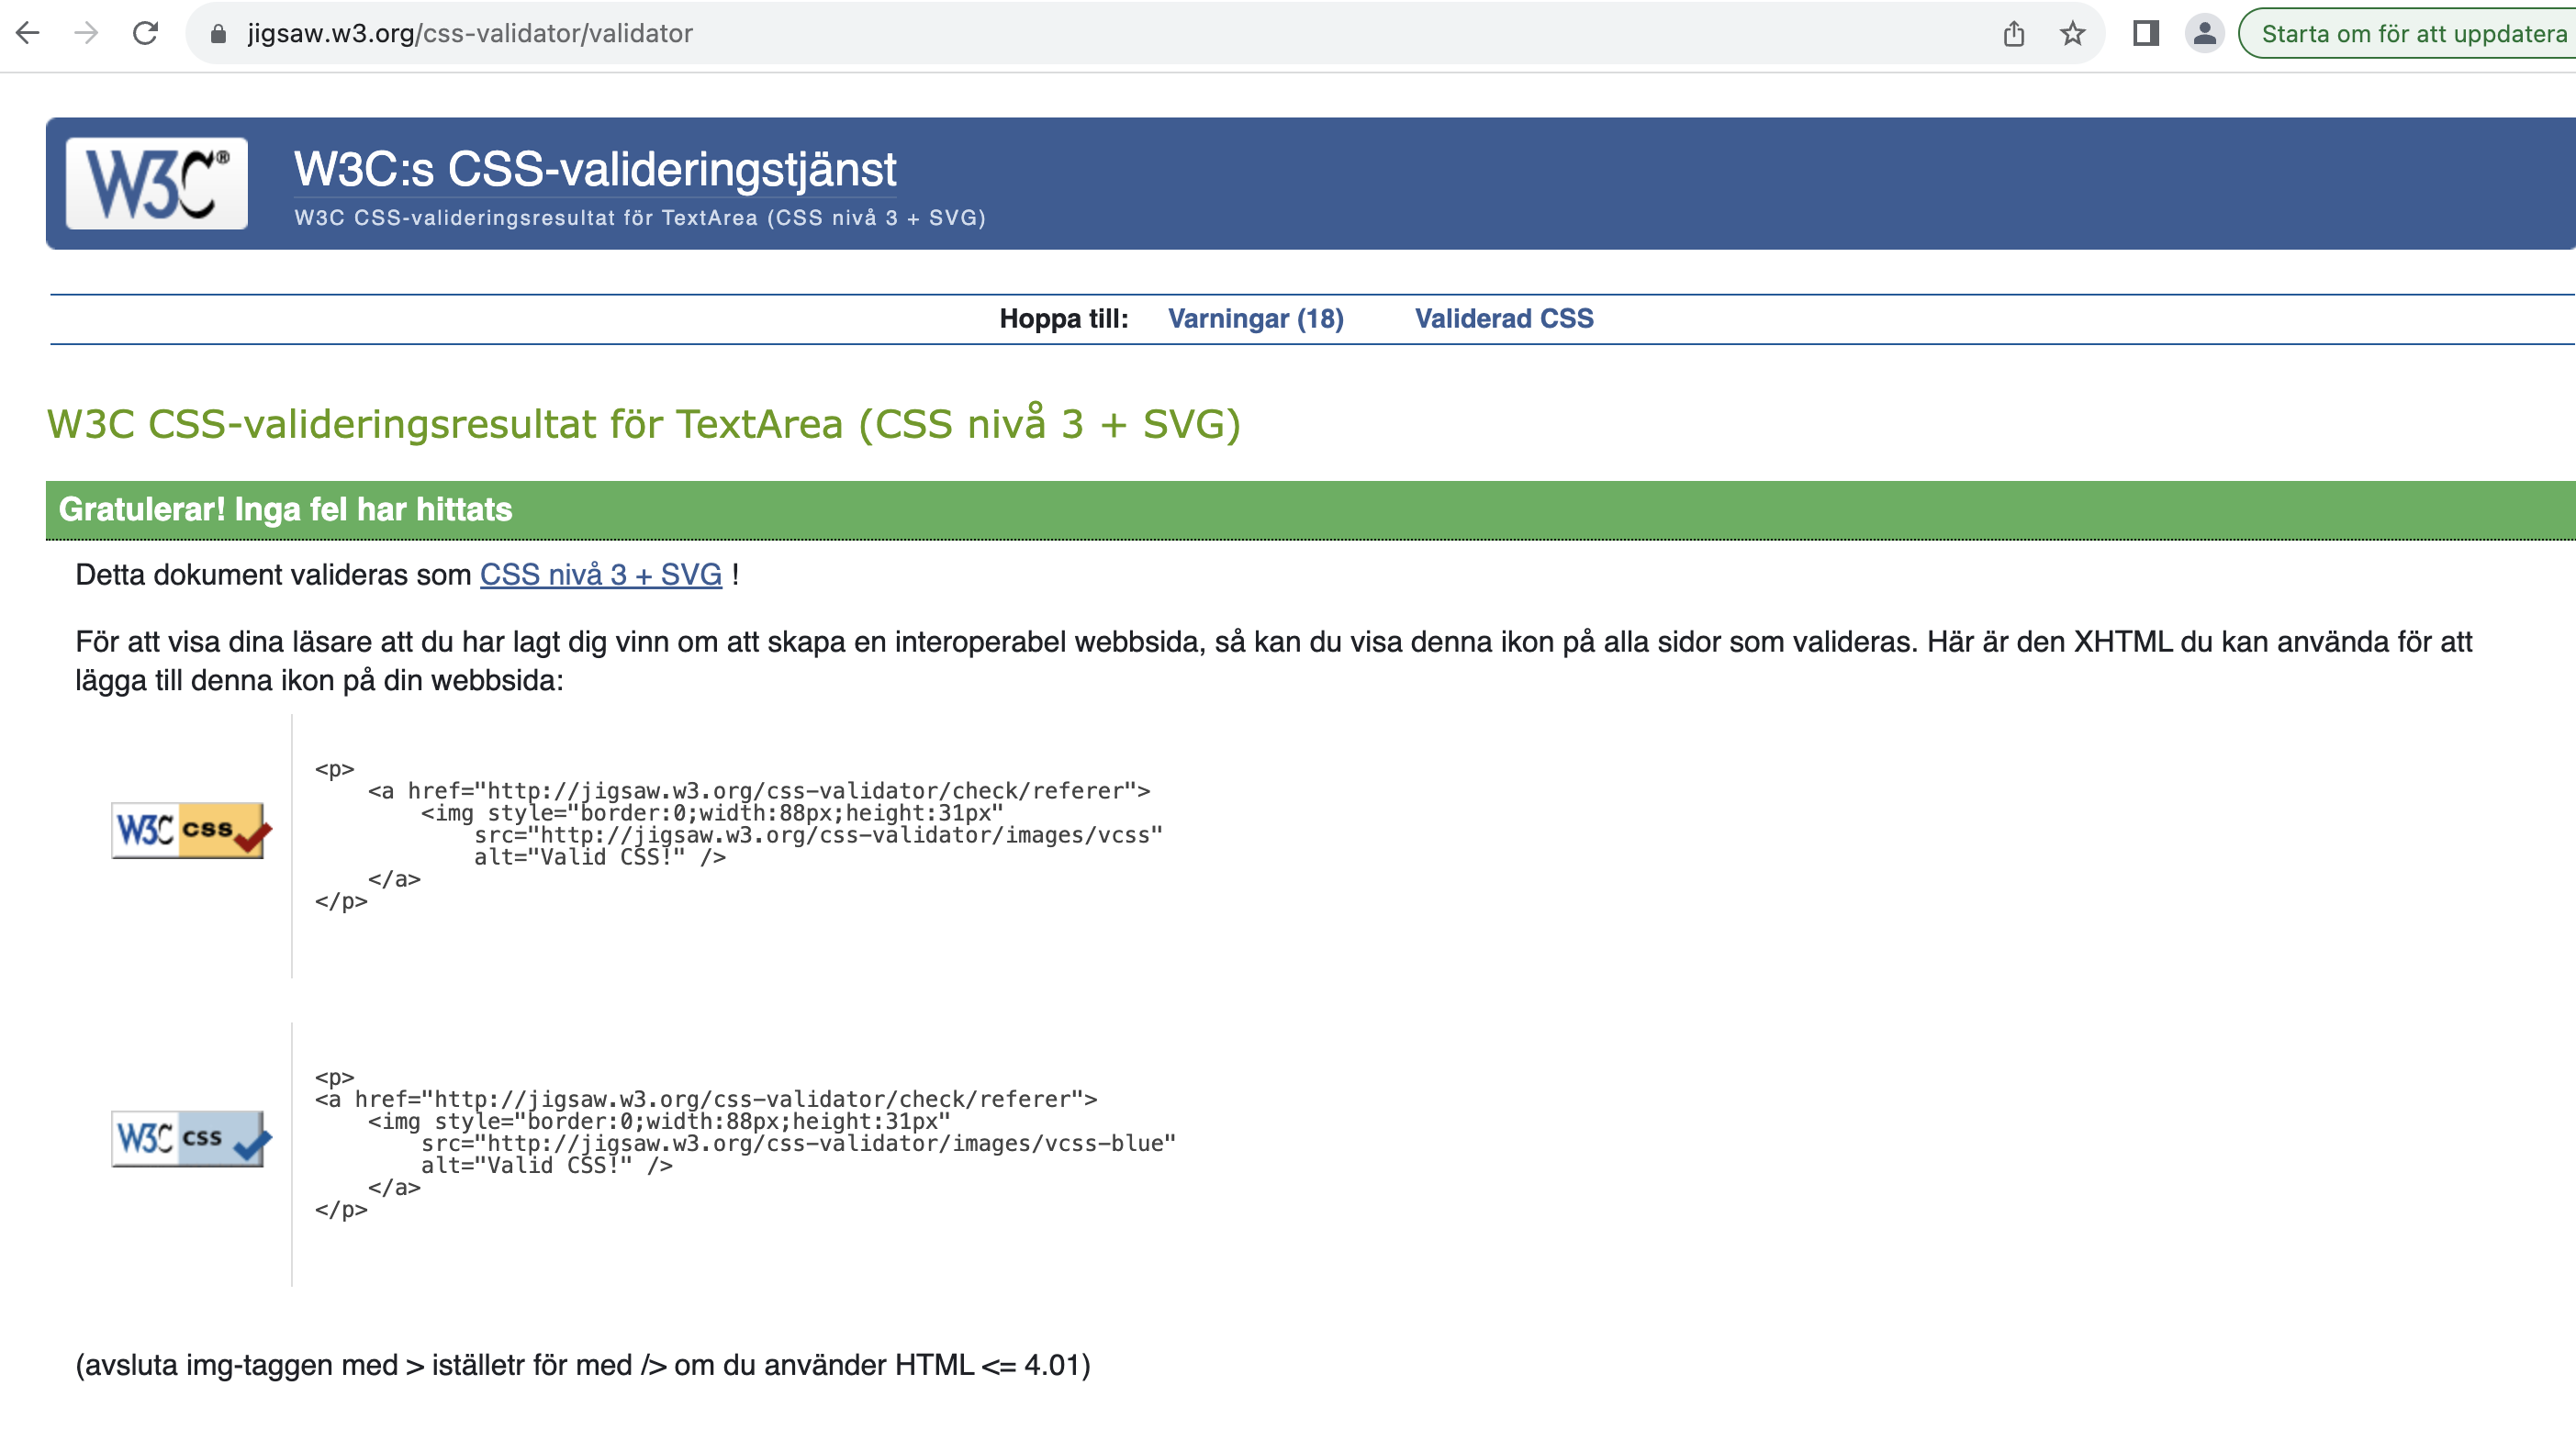 jigsaw.w3.org/css-validator/validator
Starta om för att uppdatera
W3C®
W3C:s CSS-valideringstjänst
W3C CSS-valideringsresultat för TextArea (CSS nivå 3 + SVG)
Hoppa till: Varningar (18) Validerad CSS
W3C CSS-valideringsresultat för TextArea (CSS nivå 3 + SVG)
Gratulerar! Inga fel har hittats
Detta dokument valideras som CSS nivå 3 + SVG !
För att visa dina läsare att du har lagt dig vinn om att skapa en interoperabel webbsida, så kan du visa denna ikon på alla sidor som valideras. Här är den XHTML du kan använda för att
lägga till denna ikon på din webbsida:
W3C css
<p>
    <a href="http://jigsaw.w3.org/css-validator/check/referer">
        <img style="border:0;width:88px;height:31px"
            src="http://jigsaw.w3.org/css-validator/images/vcss"
            alt="Valid CSS!" />
    </a>
</p>
W3C css
<p>
<a href="http://jigsaw.w3.org/css-validator/check/referer">
    <img style="border:0;width:88px;height:31px"
        src="http://jigsaw.w3.org/css-validator/images/vcss-blue"
        alt="Valid CSS!" />
    </a>
</p>
(avsluta img-taggen med > iställetr för med /> om du använder HTML <= 4.01)